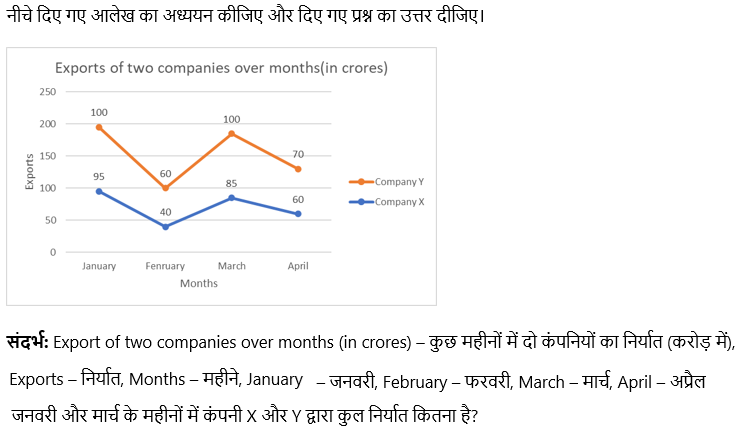 नीचे दिए गए आलेख का अध्ययन कीजिए और दिए गए प्रश्न का उत्तर दीजिए।
Exports of two companies over months(in crores)
250
200
150
100
50
0
Exports
100
60
100
70
95
40
85
60
January Fenruary March April
Months
Company Y
Company X
संदर्भ: Export of two companies over months (in crores) – कुछ महीनों में दो कंपनियों का निर्यात (करोड़ में),
Exports – निर्यात, Months – महीने, January – जनवरी, February – फरवरी, March – मार्च, April – अप्रैल
जनवरी और मार्च के महीनों में कंपनी X और Y द्वारा कुल निर्यात कितना है?